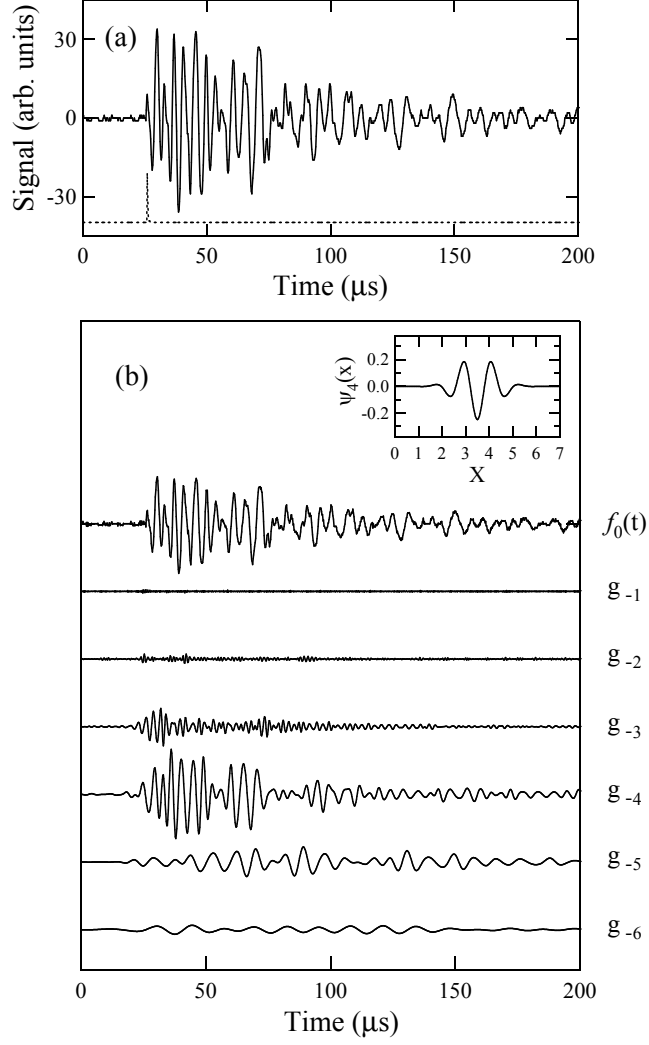 (a)
Signal (arb. units)
30
0
-30
0 50 100 150 200
Time (μs)
(b)
ψ4(x)
0.2
0.0
-0.2
0 1 2 3 4 5 6 7
X
f0(t)
g-1
g-2
g-3
g-4
g-5
g-6
0 50 100 150 200
Time (μs)